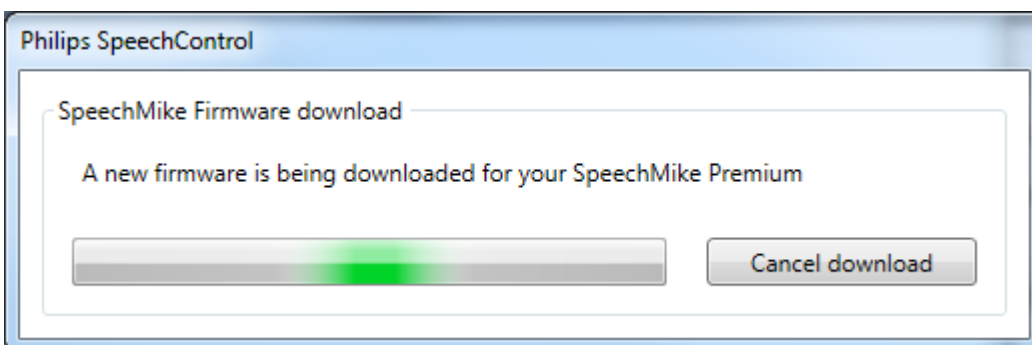 Philips SpeechControl
SpeechMike Firmware download
A new firmware is being downloaded for your SpeechMike Premium
Cancel download